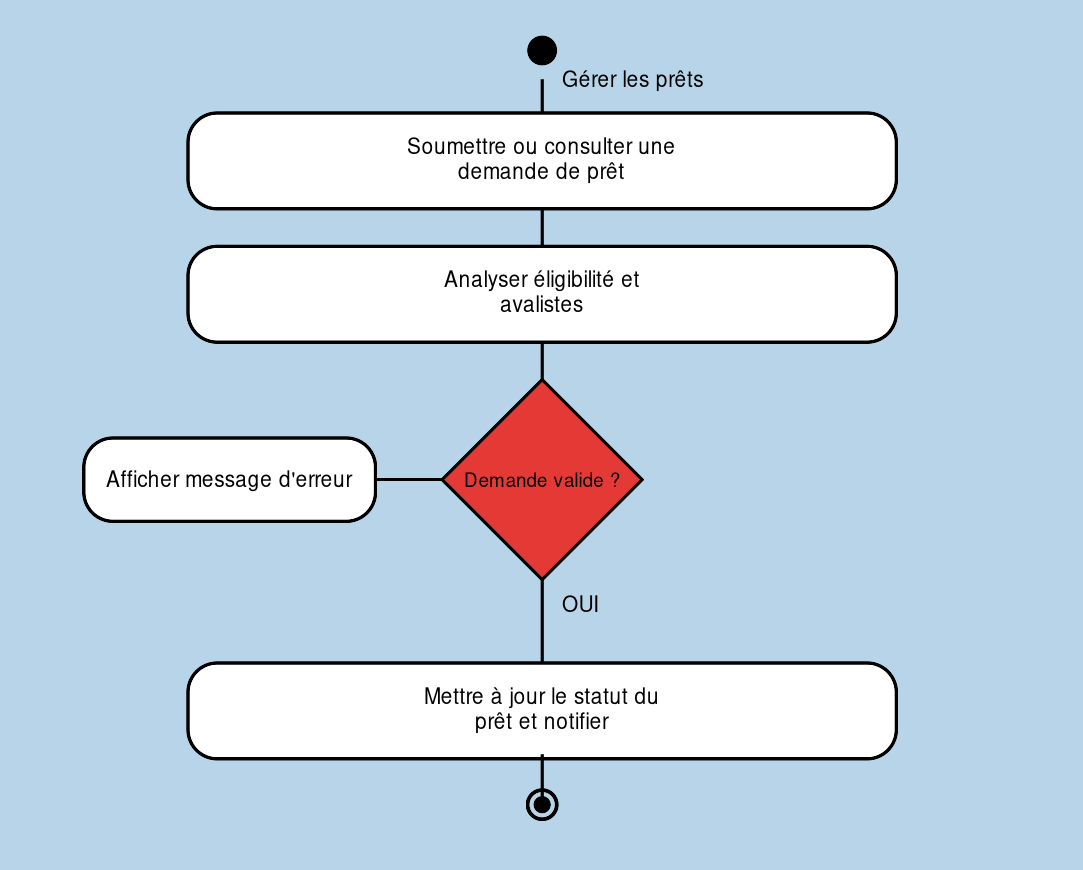 Gérer les prêts
Soumettre ou consulter une
demande de prêt
Analyser éligibilité et
avalistes
Afficher message d'erreur
Demande valide ?
OUI
Mettre à jour le statut du
prêt et notifier